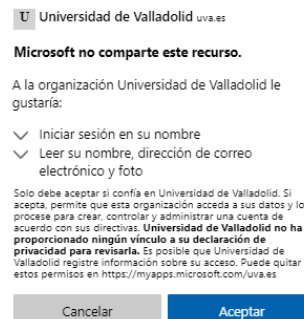 U Universidad de Valladolid uva.es
Microsoft no comparte este recurso.
A la organización Universidad de Valladolid le
gustaría:
Iniciar sesión en su nombre
Leer su nombre, dirección de correo
electrónico y foto
Solo debe aceptar si confía en Universidad de Valladolid. Si
acepta, permite que esta organización acceda a sus datos y lo
procese para crear, controlar y administrar una cuenta de
acuerdo con sus directivas. Universidad de Valladolid no ha
proporcionado ningún vínculo a su declaración de
privacidad para revisarla. Es posible que Universidad de
Valladolid registre información sobre su acceso. Puede quitar
estos permisos en https://myapps.microsoft.com/uva.es
Cancelar
Aceptar